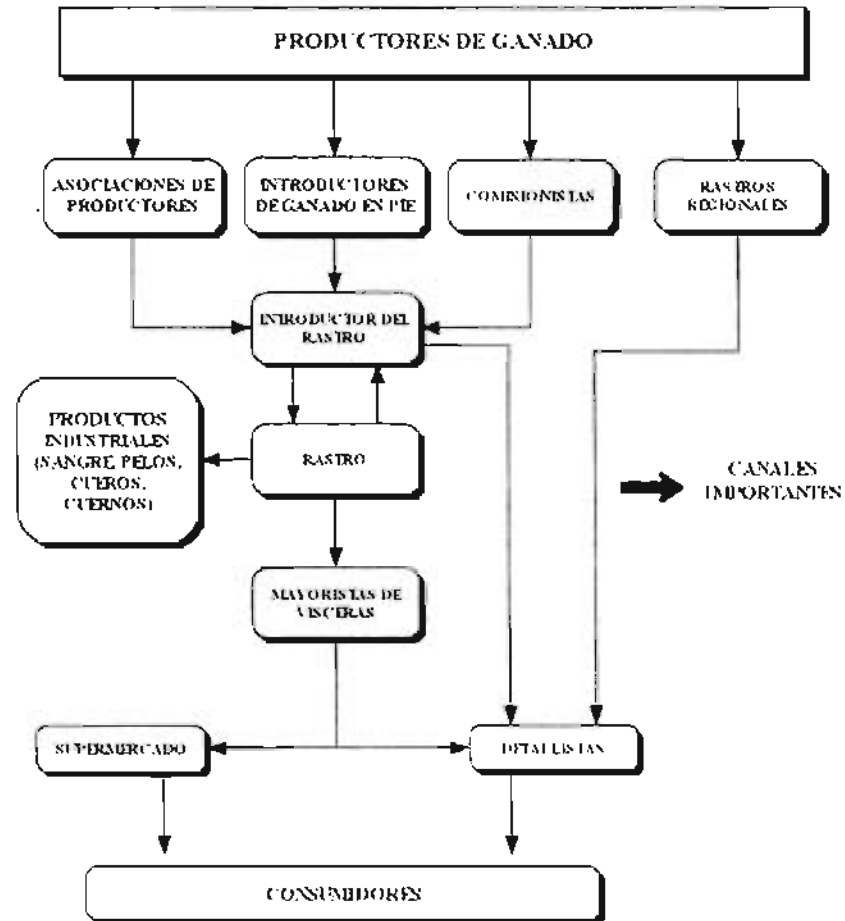 PRODUCTORES DE GANADO
ASOCIACIONES DE
PRODUCTORES
INTRODUCTORES
DE GANADO EN PIE
COMISIONISTAS
RASTROS
REGIONALES
INTRODUCTOR DEL
RASTRO
PRODUCTOS
INDUSTRIALES
(SANGRE, PELOS,
CUEROS,
CUERNOS)
RASTRO
CANALES
IMPORTANTES
MAYORISTAS DE
VISCERAS
SUPERMERCADO
DETALLISTAS
CONSUMIDORES